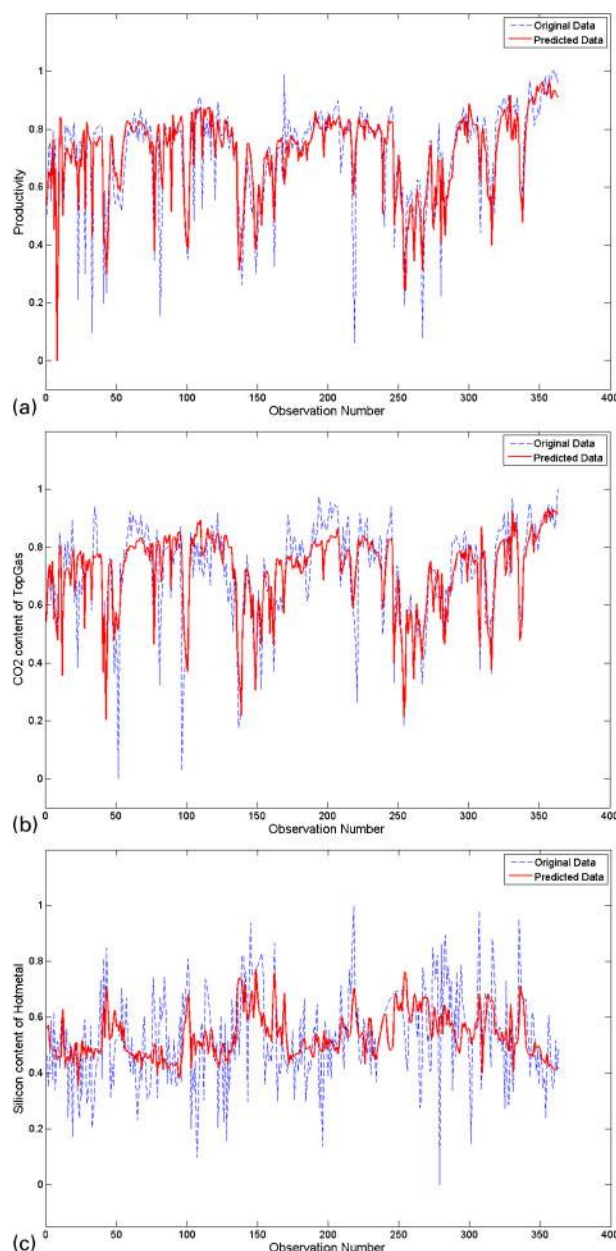 Original Data
Predicted Data
1
0.8
0.6
0.4
0.2
0
Productivity
0 50 100 150 200 250 300 350 400
(a)
Observation Number
Original Data
Predicted Data
1
0.8
0.6
0.4
0.2
0
CO2 content of TopGas
0 50 100 150 200 250 300 350 400
(b)
Observation Number
Original Data
Predicted Data
1
0.8
0.6
0.4
0.2
0
Silicon content of Hotmetal
0 50 100 150 200 250 300 350 400
(c)
Observation Number